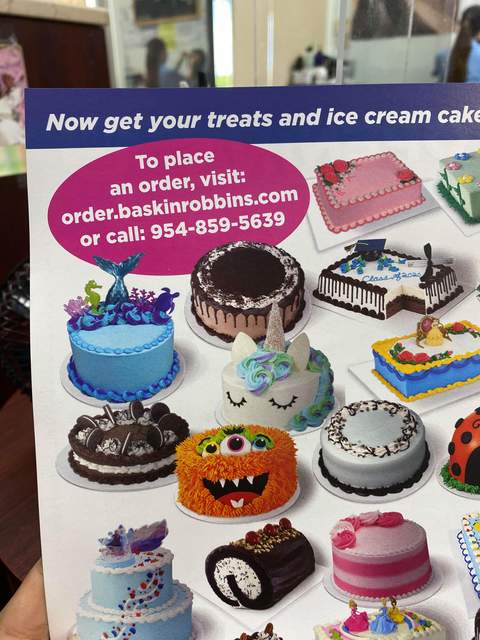 Now get your treats and ice cream cake
To place
an order, visit:
order.baskinrobbins.com
or call: 954-859-5639
Class of 2020